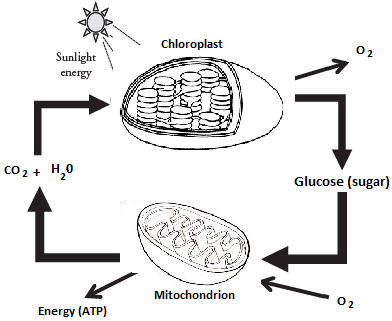 Chloroplast
O2
Sunlight
energy
CO2 + H20
Glucose (sugar)
Mitochondrion
O2
Energy (ATP)